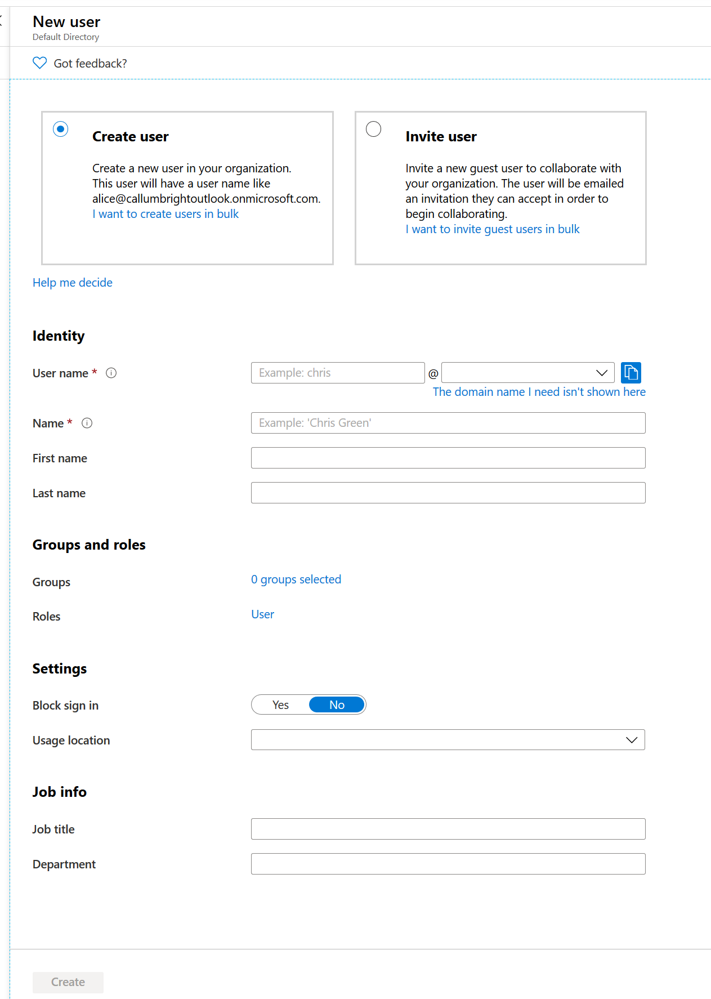 New user
Default Directory
Got feedback?
Create user
Create a new user in your organization.
This user will have a user name like
alice@callumbrightoutlook.onmicrosoft.com.
I want to create users in bulk
Invite user
Invite a new guest user to collaborate with
your organization. The user will be emailed
an invitation they can accept in order to
begin collaborating.
I want to invite guest users in bulk
Help me decide
Identity
User name * Example: chris @
The domain name I need isn't shown here
Name * Example: 'Chris Green'
First name
Last name
Groups and roles
Groups 0 groups selected
Roles User
Settings
Block sign in Yes No
Usage location
Job info
Job title
Department
Create